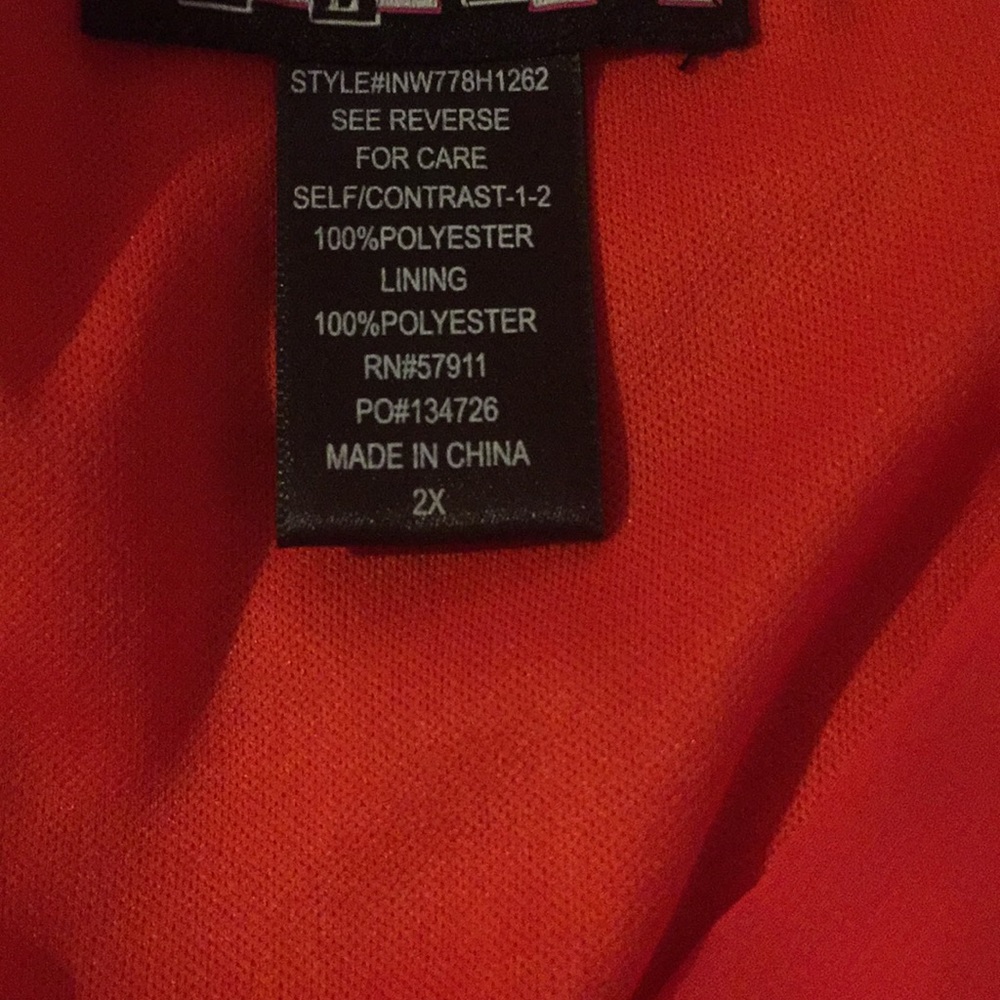 STYLE#INW778H1262
SEE REVERSE
FOR CARE
SELF/CONTRAST-1-2
100%POLYESTER
LINING
100%POLYESTER
RN#57911
PO#134726
MADE IN CHINA
2X